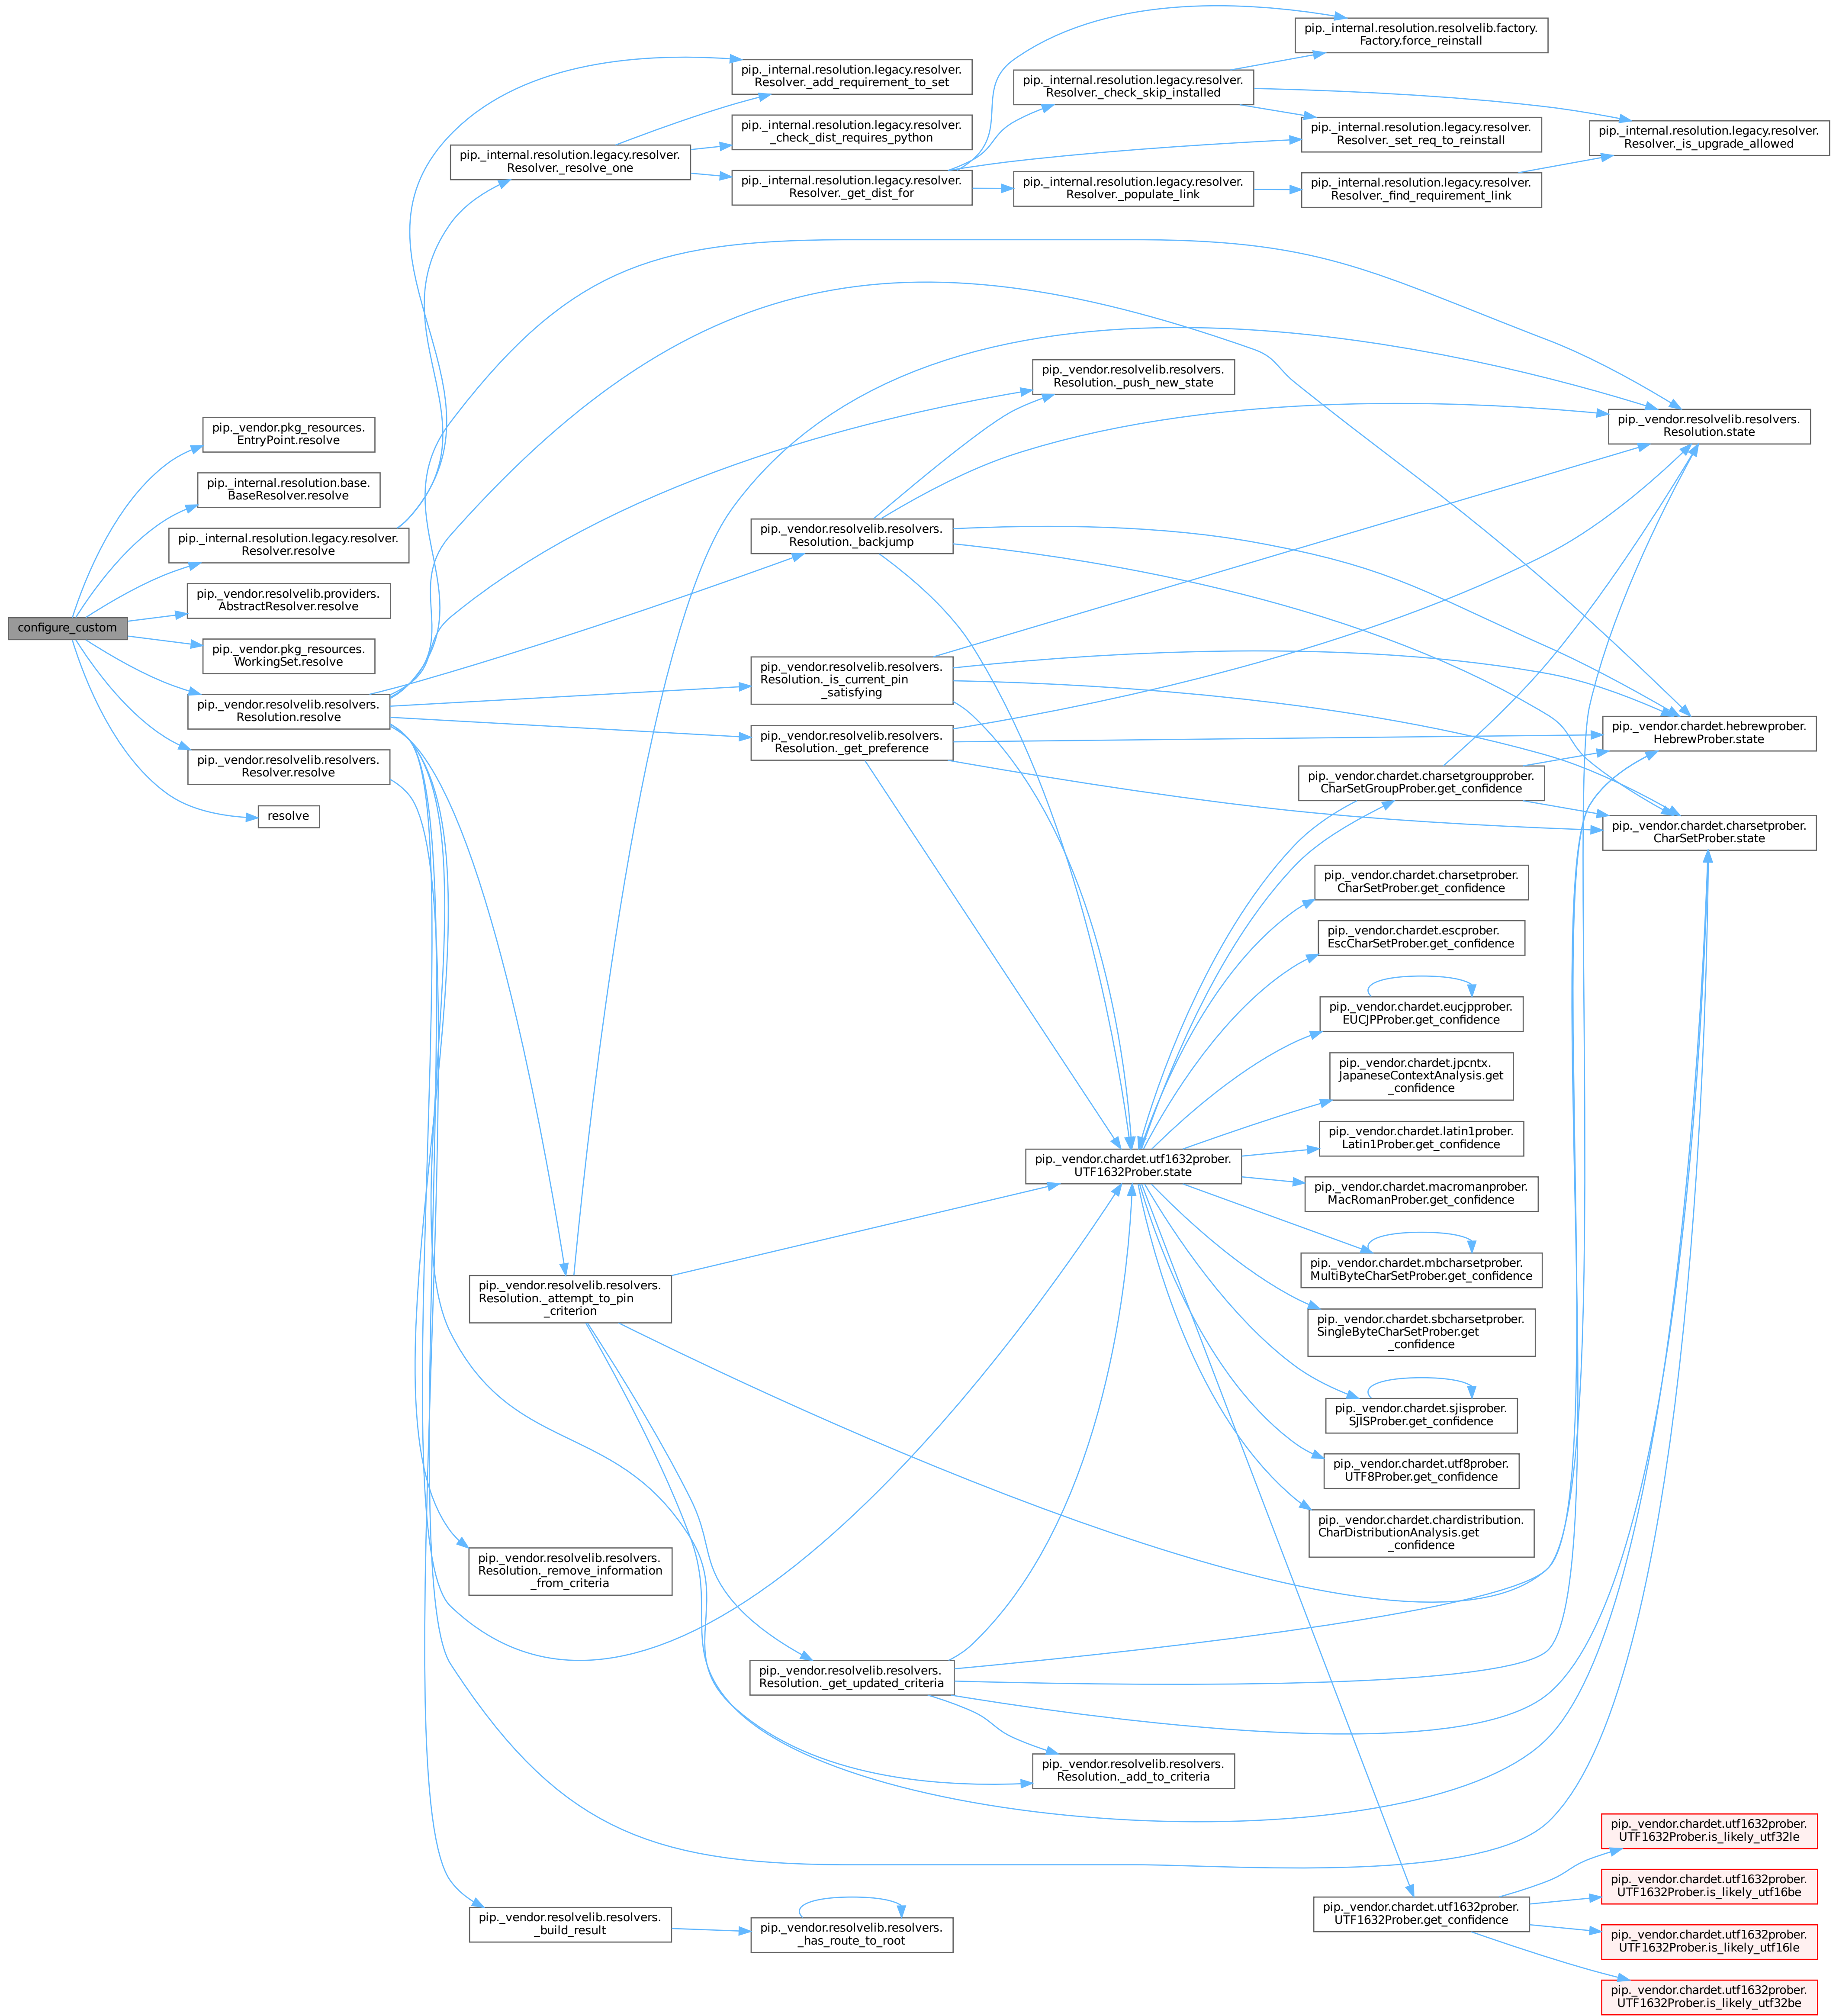 pip._internal.resolution.resolvelib.factory.
Factory.force_reinstall
pip._internal.resolution.legacy.resolver.
Resolver._add_requirement_to_set
pip._internal.resolution.legacy.resolver.
Resolver._check_skip_installed
pip._internal.resolution.legacy.resolver.
_check_dist_requires_python
pip._internal.resolution.legacy.resolver.
Resolver._set_req_to_reinstall
pip._internal.resolution.legacy.resolver.
Resolver._is_upgrade_allowed
pip._internal.resolution.legacy.resolver.
Resolver._resolve_one
pip._internal.resolution.legacy.resolver.
Resolver._get_dist_for
pip._internal.resolution.legacy.resolver.
Resolver._populate_link
pip._internal.resolution.legacy.resolver.
Resolver._find_requirement_link
pip._vendor.resolvelib.resolvers.
Resolution._push_new_state
pip._vendor.resolvelib.resolvers.
Resolution.state
pip._vendor.pkg_resources.
EntryPoint.resolve
pip._internal.resolution.base.
BaseResolver.resolve
pip._internal.resolution.legacy.resolver.
Resolver.resolve
pip._vendor.resolvelib.resolvers.
Resolution._backjump
pip._vendor.resolvelib.providers.
AbstractResolver.resolve
configure_custom
pip._vendor.pkg_resources.
WorkingSet.resolve
pip._vendor.resolvelib.resolvers.
Resolution._is_current_pin
_satisfying
pip._vendor.resolvelib.resolvers.
Resolution.resolve
pip._vendor.resolvelib.resolvers.
Resolution._get_preference
pip._vendor.chardet.hebrewprober.
HebrewProber.state
pip._vendor.resolvelib.resolvers.
Resolver.resolve
pip._vendor.chardet.charsetgroupprober.
CharSetGroupProber.get_confidence
resolve
pip._vendor.chardet.charsetprober.
CharSetProber.state
pip._vendor.chardet.charsetprober.
CharSetProber.get_confidence
pip._vendor.chardet.escprober.
EscCharSetProber.get_confidence
pip._vendor.chardet.eucjpprober.
EUCJPProber.get_confidence
pip._vendor.chardet.jpcntx.
JapaneseContextAnalysis.get
_confidence
pip._vendor.chardet.latin1prober.
Latin1Prober.get_confidence
pip._vendor.chardet.utf1632prober.
UTF1632Prober.state
pip._vendor.chardet.macromanprober.
MacRomanProber.get_confidence
pip._vendor.chardet.mbcharsetprober.
MultiByteCharSetProber.get_confidence
pip._vendor.resolvelib.resolvers.
Resolution._attempt_to_pin
_criterion
pip._vendor.chardet.sbcharsetprober.
SingleByteCharSetProber.get
_confidence
pip._vendor.chardet.sjisprober.
SJISProber.get_confidence
pip._vendor.chardet.utf8prober.
UTF8Prober.get_confidence
pip._vendor.chardet.chardistribution.
CharDistributionAnalysis.get
_confidence
pip._vendor.resolvelib.resolvers.
Resolution._remove_information
_from_criteria
pip._vendor.resolvelib.resolvers.
Resolution._get_updated_criteria
pip._vendor.resolvelib.resolvers.
Resolution._add_to_criteria
pip._vendor.chardet.utf1632prober.
UTF1632Prober.is_likely_utf32le
pip._vendor.chardet.utf1632prober.
UTF1632Prober.is_likely_utf16be
pip._vendor.resolvelib.resolvers.
_build_result
pip._vendor.resolvelib.resolvers.
_has_route_to_root
pip._vendor.chardet.utf1632prober.
UTF1632Prober.get_confidence
pip._vendor.chardet.utf1632prober.
UTF1632Prober.is_likely_utf16le
pip._vendor.chardet.utf1632prober.
UTF1632Prober.is_likely_utf32be